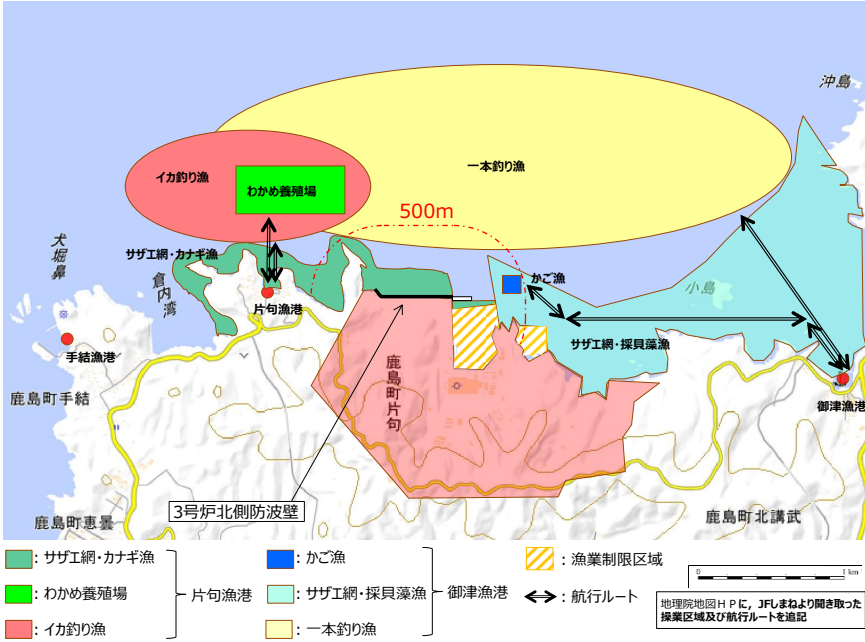 沖島
一本釣り漁
イカ釣り漁
わかめ養殖場
500m
犬堀鼻
サザエ網・カナギ漁
倉内湾
かご漁
小島
片句漁港
手結漁港
サザエ網・採貝藻漁
鹿島町片句
御津漁港
鹿島町手結
3号炉北側防波壁
鹿島町恵曇
鹿島町北講武
：サザエ網・カナギ漁
：わかめ養殖場
：イカ釣り漁
片句漁港
：かご漁
：サザエ網・採貝藻漁
：一本釣り漁
御津漁港
：漁業制限区域
：航行ルート
0 1 km
地理院地図ＨＰに，JFしまねより聞き取った
操業区域及び航行ルートを追記